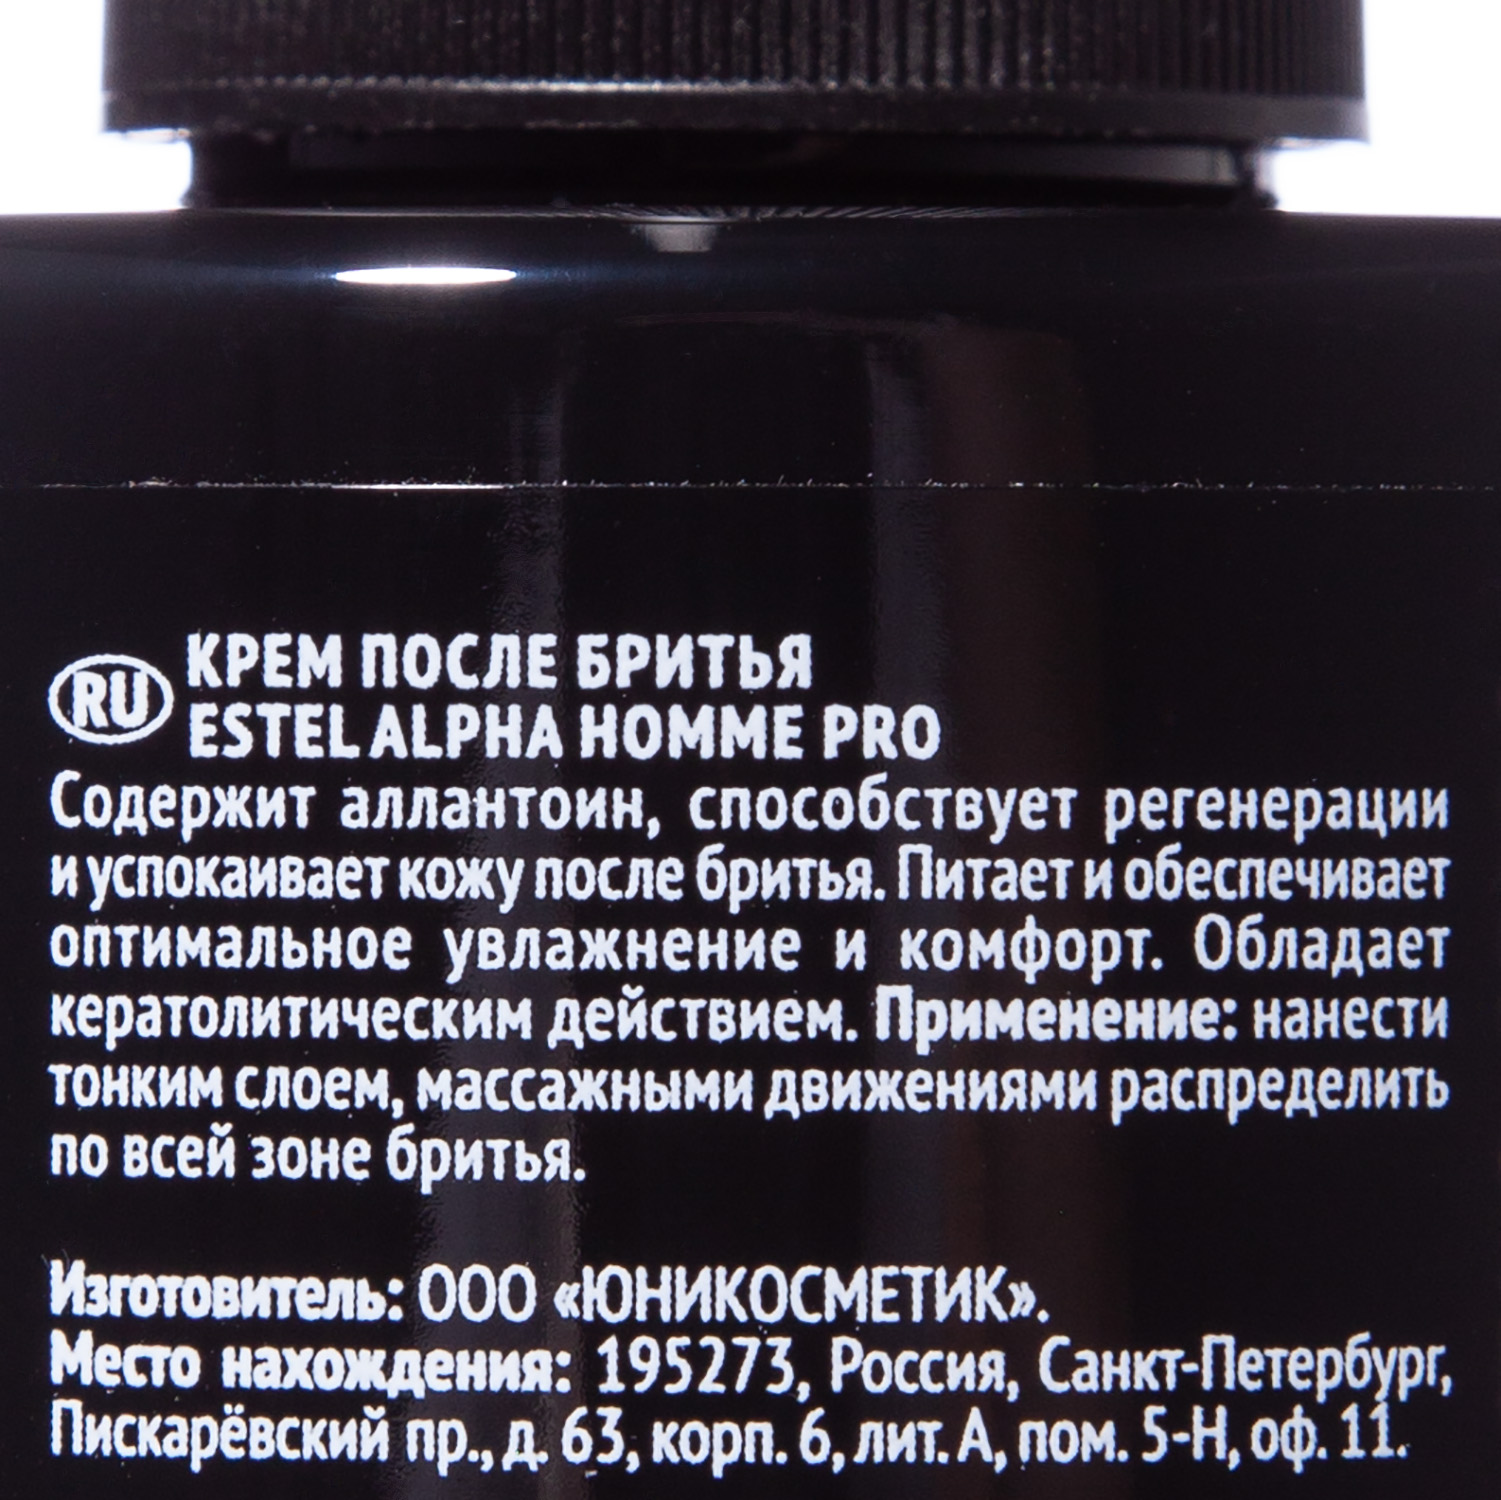 RU КРЕМ ПОСЛЕ БРИТЬЯ
ESTEL ALPHA HOMME PRO
Содержит аллантоин, способствует регенерации
и успокаивает кожу после бритья. Питает и обеспечивает
оптимальное увлажнение и комфорт. Обладает
кератолитическим действием. Применение: нанести
тонким слоем, массажными движениями распределить
по всей зоне бритья.
Изготовитель: ООО «ЮНИКОСМЕТИК».
Место нахождения: 195273, Россия, Санкт-Петербург,
Пискарёвский пр., д. 63, корп. 6, лит. А, пом. 5-Н, оф. 11.